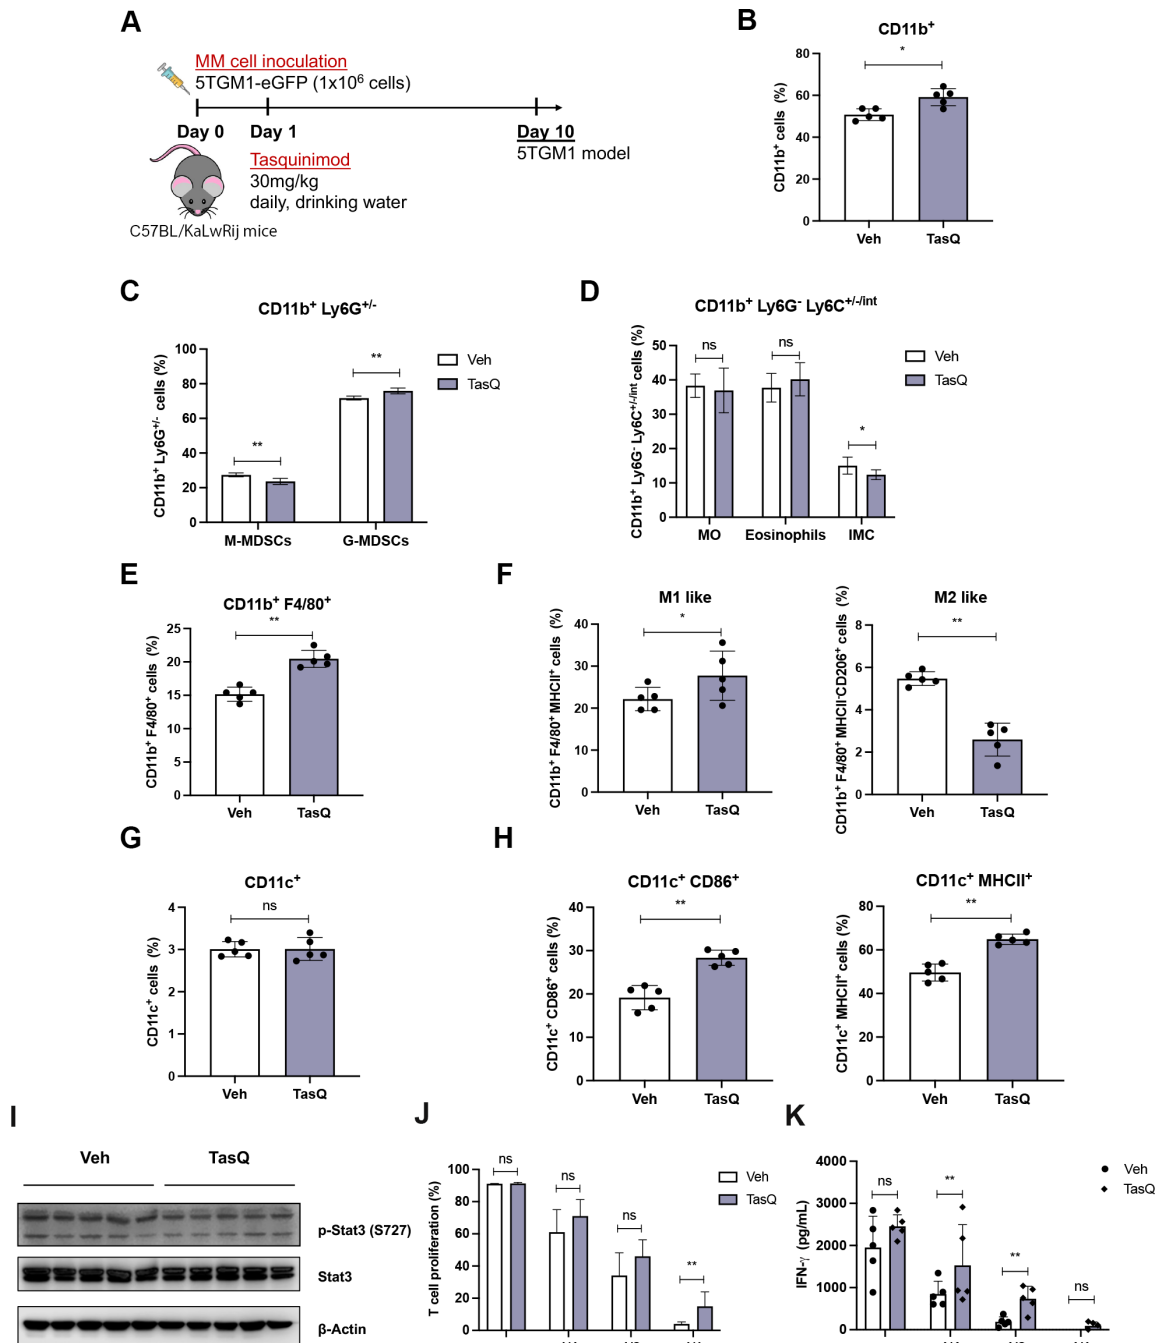 A
MM cell inoculation
5TGM1-eGFP (1x10⁶ cells)
Day 0
Day 1
Day 10
5TGM1 model
Tasquinimod
30mg/kg
daily, drinking water
C57BL/KaLwRij mice
B
CD11b⁺
CD11b⁺ cells (%)
80
60
40
20
0
*
Veh
TasQ
C
CD11b⁺ Ly6G⁺/⁻
CD11b⁺ Ly6G⁺/⁻ cells (%)
100
80
60
40
20
0
**
**
M-MDSCs
G-MDSCs
Veh
TasQ
D
CD11b⁺ Ly6G⁻ Ly6C⁺/⁻/int
CD11b⁺ Ly6G⁻ Ly6C⁺/⁻/int cells (%)
50
40
30
20
10
0
ns
ns
*
MO
Eosinophils
IMC
Veh
TasQ
E
CD11b⁺ F4/80⁺
CD11b⁺ F4/80⁺ cells (%)
25
20
15
10
5
0
**
Veh
TasQ
F
M1 like
CD11b⁺ F4/80⁺ MHCII⁺ cells (%)
40
30
20
10
0
*
Veh
TasQ
M2 like
CD11b⁺ F4/80⁺ MHCII⁻CD206⁺ cells (%)
8
6
4
2
0
**
Veh
TasQ
G
CD11c⁺
CD11c⁺ cells (%)
4
3
2
1
0
ns
Veh
TasQ
H
CD11c⁺ CD86⁺
CD11c⁺ CD86⁺ cells (%)
40
30
20
10
0
**
Veh
TasQ
CD11c⁺ MHCII⁺
CD11c⁺ MHCII⁺ cells (%)
80
60
40
20
0
**
Veh
TasQ
I
Veh
TasQ
p-Stat3 (S727)
Stat3
β-Actin
J
T cell proliferation (%)
100
80
60
40
20
0
ns
ns
ns
**
Veh
TasQ
K
IFN-γ (pg/mL)
4000
3000
2000
1000
0
ns
**
**
ns
Veh
TasQ